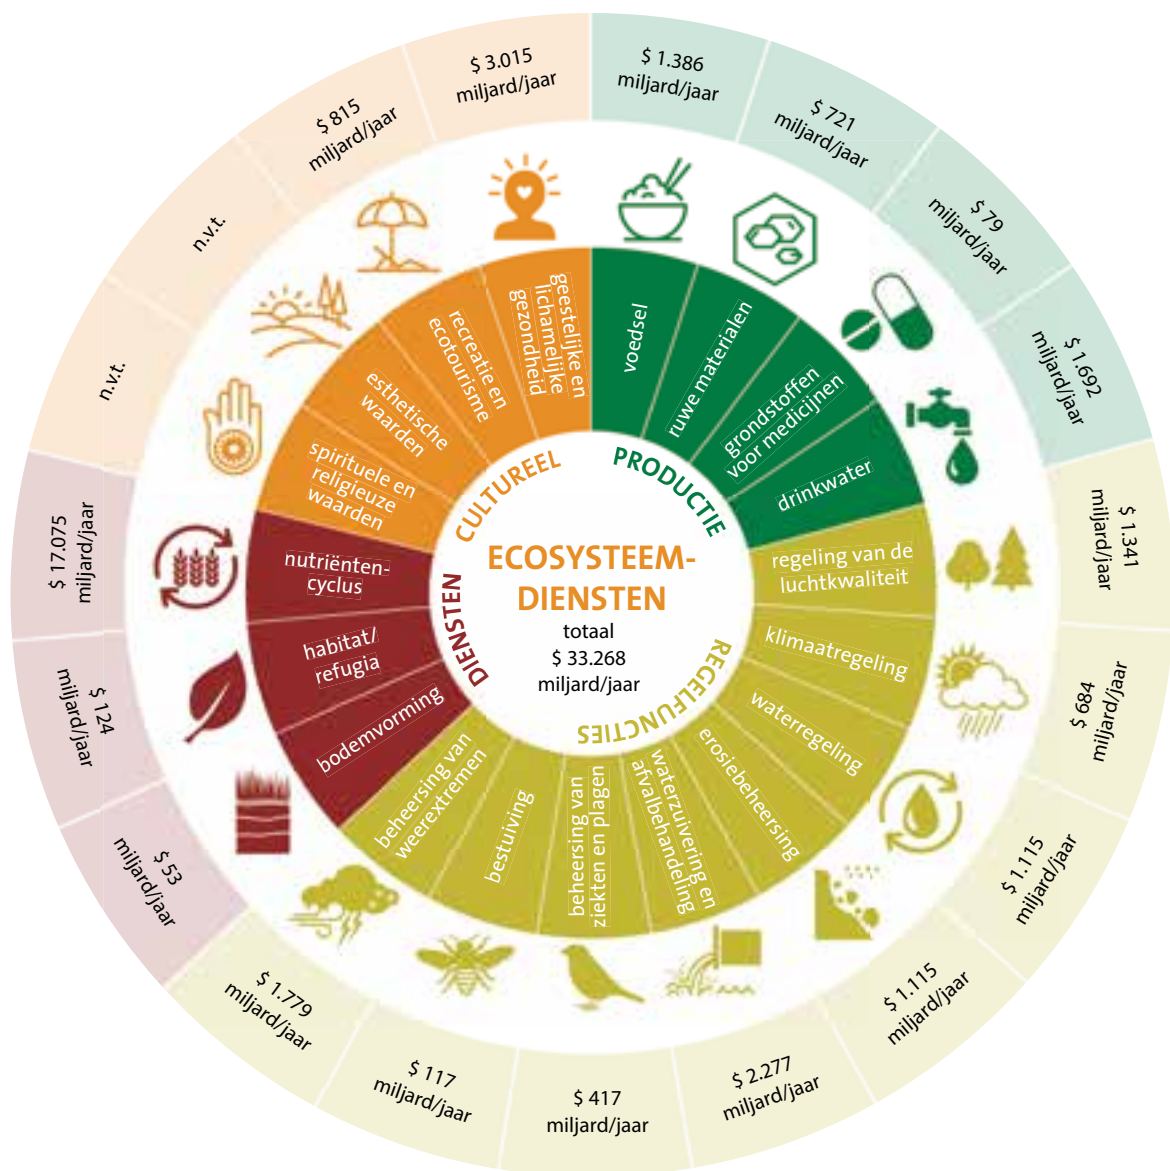 ECOSYSTEEM-
DIENSTEN
totaal
$ 33.268
miljard/jaar
PRODUCTIE
voedsel
$ 1.386
miljard/jaar
ruwe materialen
$ 721
miljard/jaar
grondstoffen
voor medicijnen
$ 79
miljard/jaar
drinkwater
$ 1.692
miljard/jaar
REGELFUNCTIES
regeling van de
luchtkwaliteit
$ 1.341
miljard/jaar
klimaatregeling
$ 684
miljard/jaar
waterregeling
$ 1.115
miljard/jaar
erosiebeheersing
$ 1.115
miljard/jaar
waterzuivering en
afvalbehandeling
$ 2.277
miljard/jaar
beheersing van
ziekten en plagen
$ 417
miljard/jaar
bestuiving
$ 117
miljard/jaar
beheersing van
weerextremen
$ 1.779
miljard/jaar
DIENSTEN
bodemvorming
$ 53
miljard/jaar
habitat/
refugia
$ 124
miljard/jaar
nutriënten-
cyclus
$ 17.075
miljard/jaar
CULTUREEL
spirituele en
religieuze
waarden
n.v.t.
esthetische
waarden
n.v.t.
recreatie en
ecotourisme
$ 815
miljard/jaar
geestelijke en
lichamelijke
gezondheid
$ 3.015
miljard/jaar